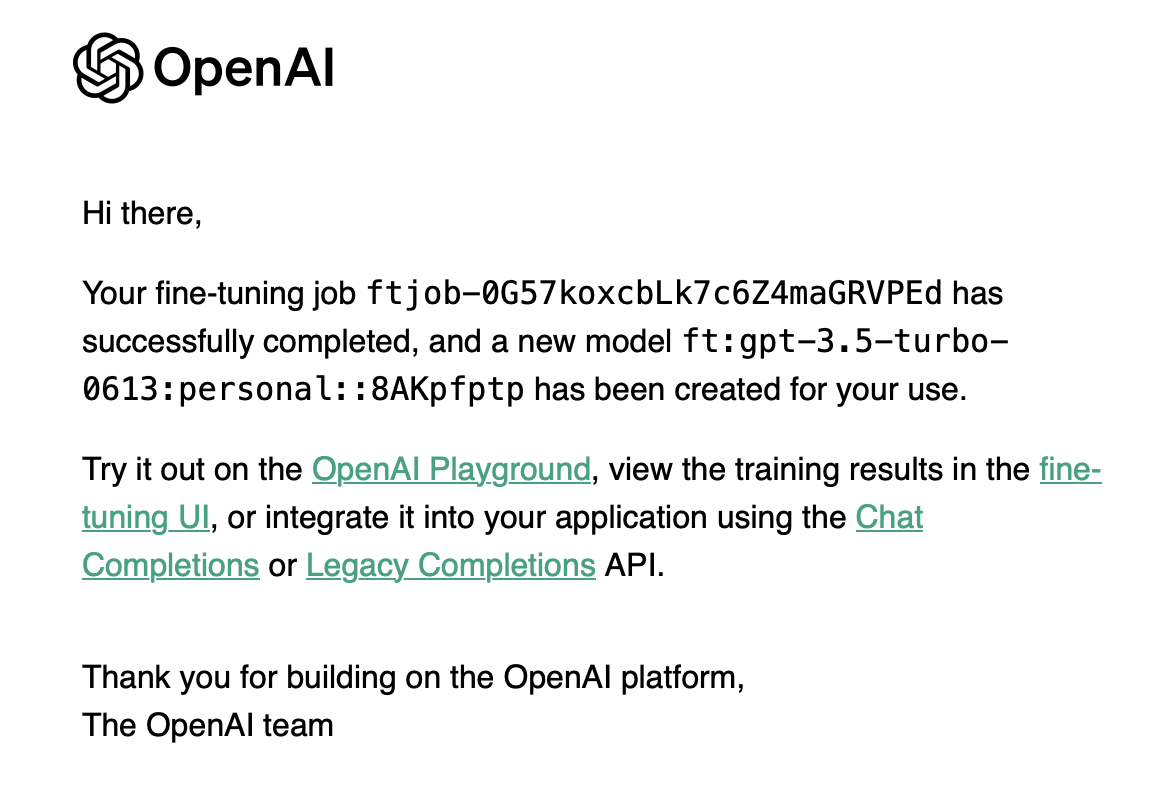 OpenAI
Hi there,
Your fine-tuning job ftjob-0G57koxcbLk7c6Z4maGRVPEd has
successfully completed, and a new model ft:gpt-3.5-turbo-
0613:personal::8AKpfptp has been created for your use.
Try it out on the OpenAI Playground, view the training results in the fine-
tuning UI, or integrate it into your application using the Chat
Completions or Legacy Completions API.
Thank you for building on the OpenAI platform,
The OpenAI team